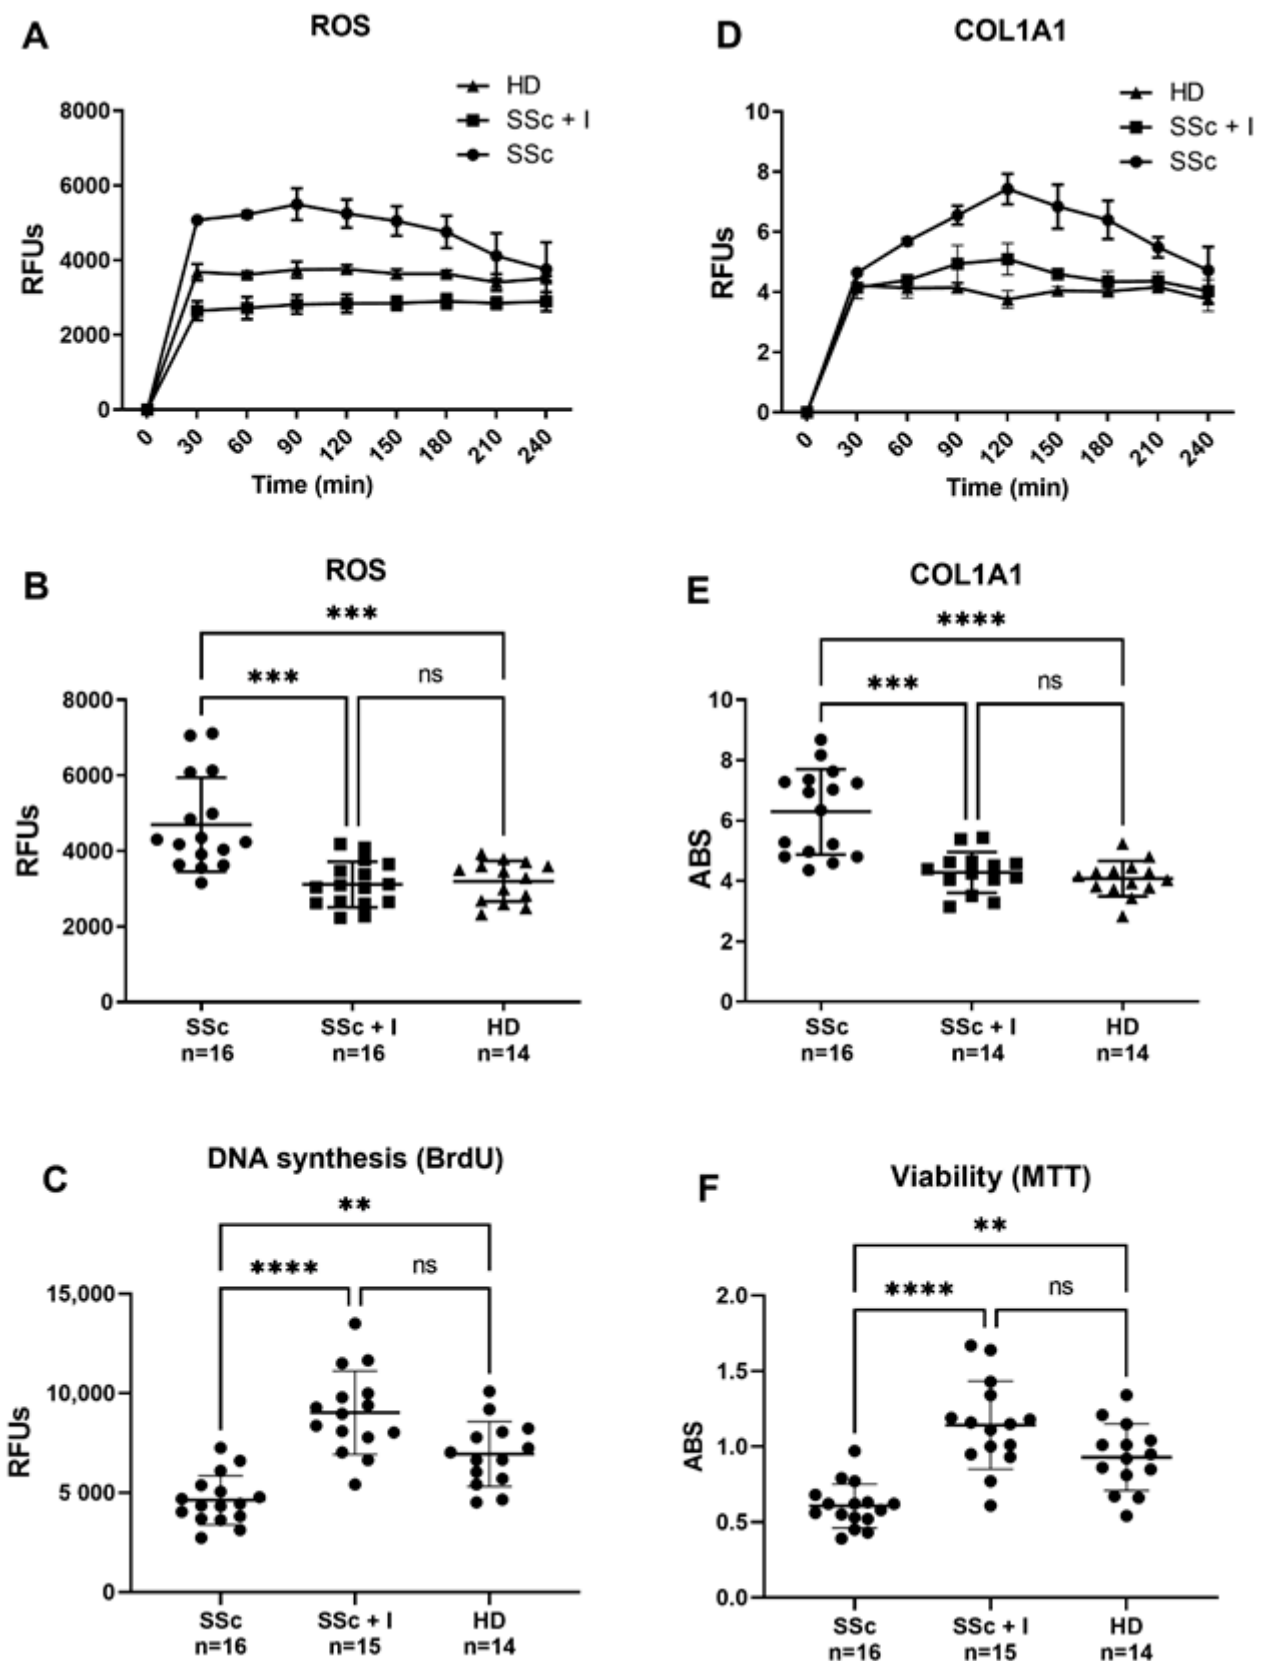 A
ROS
HD
SSc + I
SSc
8000
6000
4000
2000
0
RFUs
0 30 60 90 120 150 180 210 240
Time (min)
D
COL1A1
HD
SSc + I
SSc
10
8
6
4
2
0
RFUs
0 30 60 90 120 150 180 210 240
Time (min)
B
ROS
***
*** ns
8000
6000
4000
2000
0
RFUs
SSc SSc + I HD
n=16 n=16 n=14
E
COL1A1
****
*** ns
10
8
6
4
2
0
ABS
SSc SSc + I HD
n=16 n=14 n=14
C
DNA synthesis (BrdU)
**
**** ns
15,000
10,000
5 000
0
RFUs
SSc SSc + I HD
n=16 n=15 n=14
F
Viability (MTT)
**
**** ns
2.0
1.5
1.0
0.5
0.0
ABS
SSc SSc + I HD
n=16 n=15 n=14